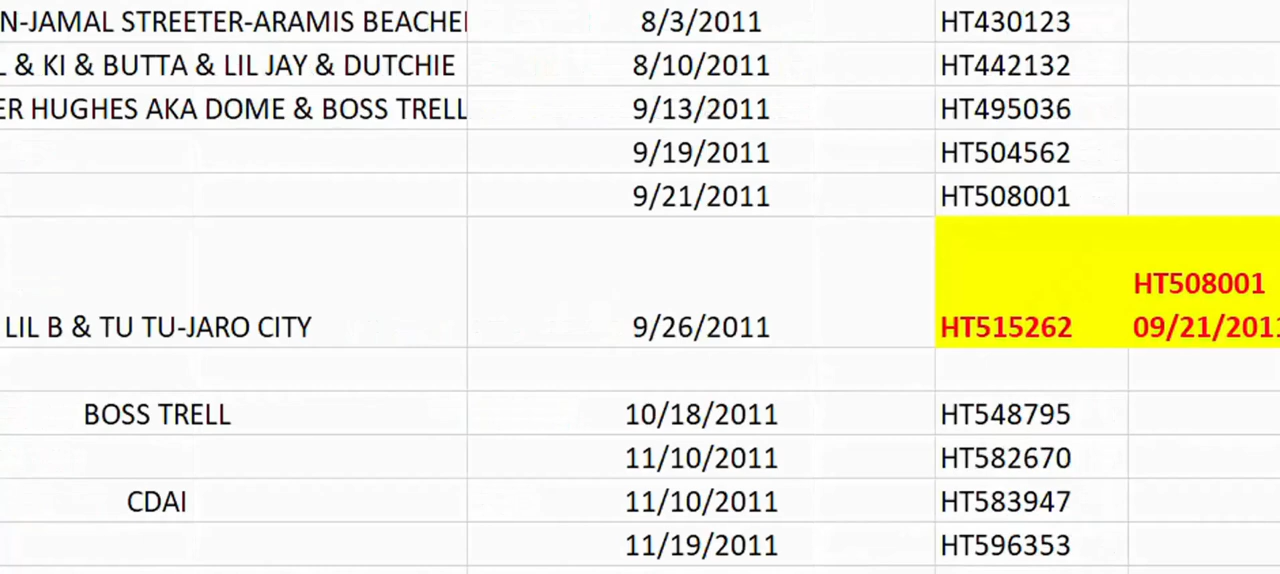 N-JAMAL STREETER-ARAMIS BEACHE 8/3/2011 HT430123
L & KI & BUTTA & LIL JAY & DUTCHIE 8/10/2011 HT442132
ER HUGHES AKA DOME & BOSS TRELL 9/13/2011 HT495036
9/19/2011 HT504562
9/21/2011 HT508001
HT508001
LIL B & TU TU-JARO CITY 9/26/2011 HT515262 09/21/2011
BOSS TRELL 10/18/2011 HT548795
11/10/2011 HT582670
CDAI 11/10/2011 HT583947
11/19/2011 HT596353